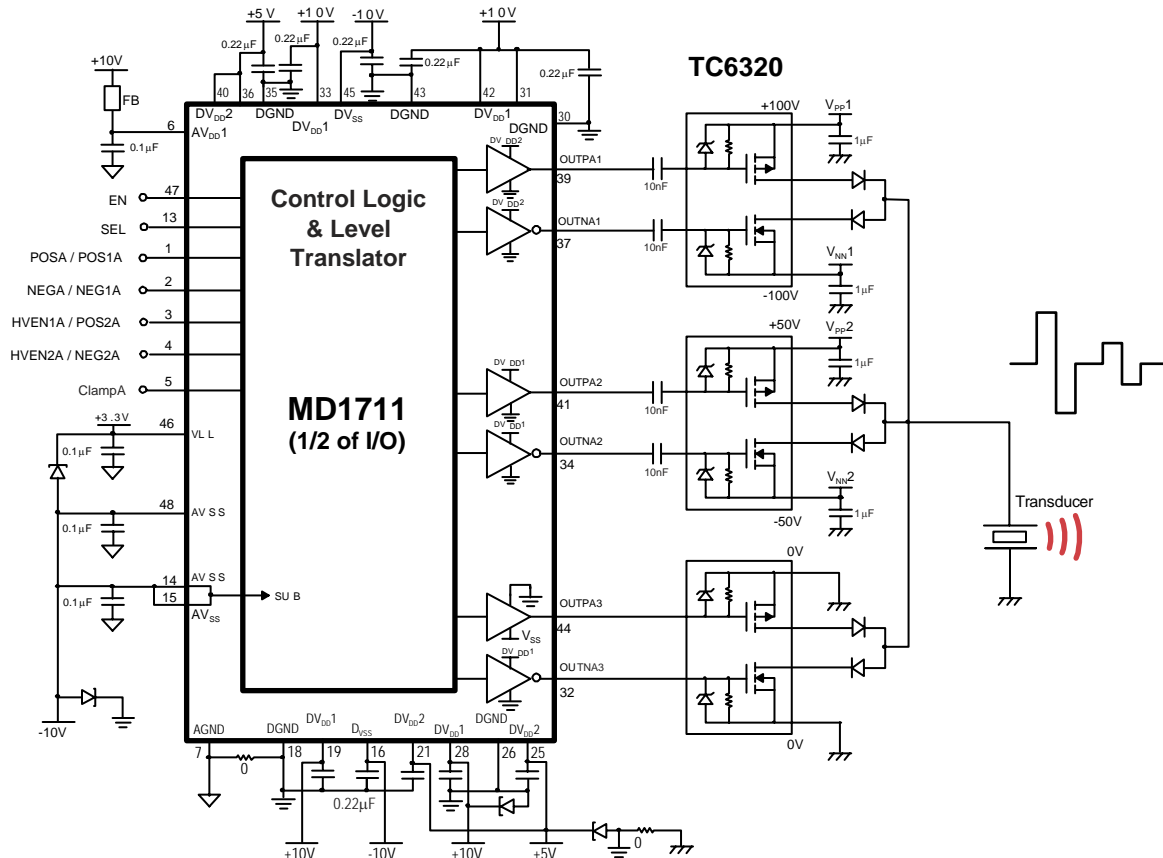 +5V
+10V
-10V
+10V
0.22µF
0.22µF
0.22µF
0.22µF
+10V
FB
0.1µF
6
40
36
35
33
45
43
42
31
30
DVDD2
DGND
DVDD1
DVSS
DGND
DVDD1
DGND
AVDD1
TC6320
EN
47
SEL
13
POSA / POS1A
1
NEGA / NEG1A
2
HVEN1A / POS2A
3
HVEN2A / NEG2A
4
ClampA
5
+3.3V
46
VLL
0.1µF
48
AVSS
0.1µF
14
AVSS
15
AVSS
0.1µF
SUB
-10V
Control Logic
& Level
Translator
MD1711
(1/2 of I/O)
DV_DD2
OUTPA1
39
DV_DD2
OUTNA1
37
DV_DD1
OUTPA2
41
DV_DD1
OUTNA2
34
OUTPA3
44
VSS
DV_DD1
OUTNA3
32
10nF
10nF
10nF
10nF
+100V
VPP1
1µF
VNN1
1µF
-100V
+50V
VPP2
1µF
VNN2
1µF
-50V
0V
0V
Transducer
AGND
DGND
DVDD1
DVSS
DVDD2
DVDD1
DGND
DVDD2
7
18
19
16
21
28
26
25
0
0.22µF
0
+10V
-10V
+10V
+5V